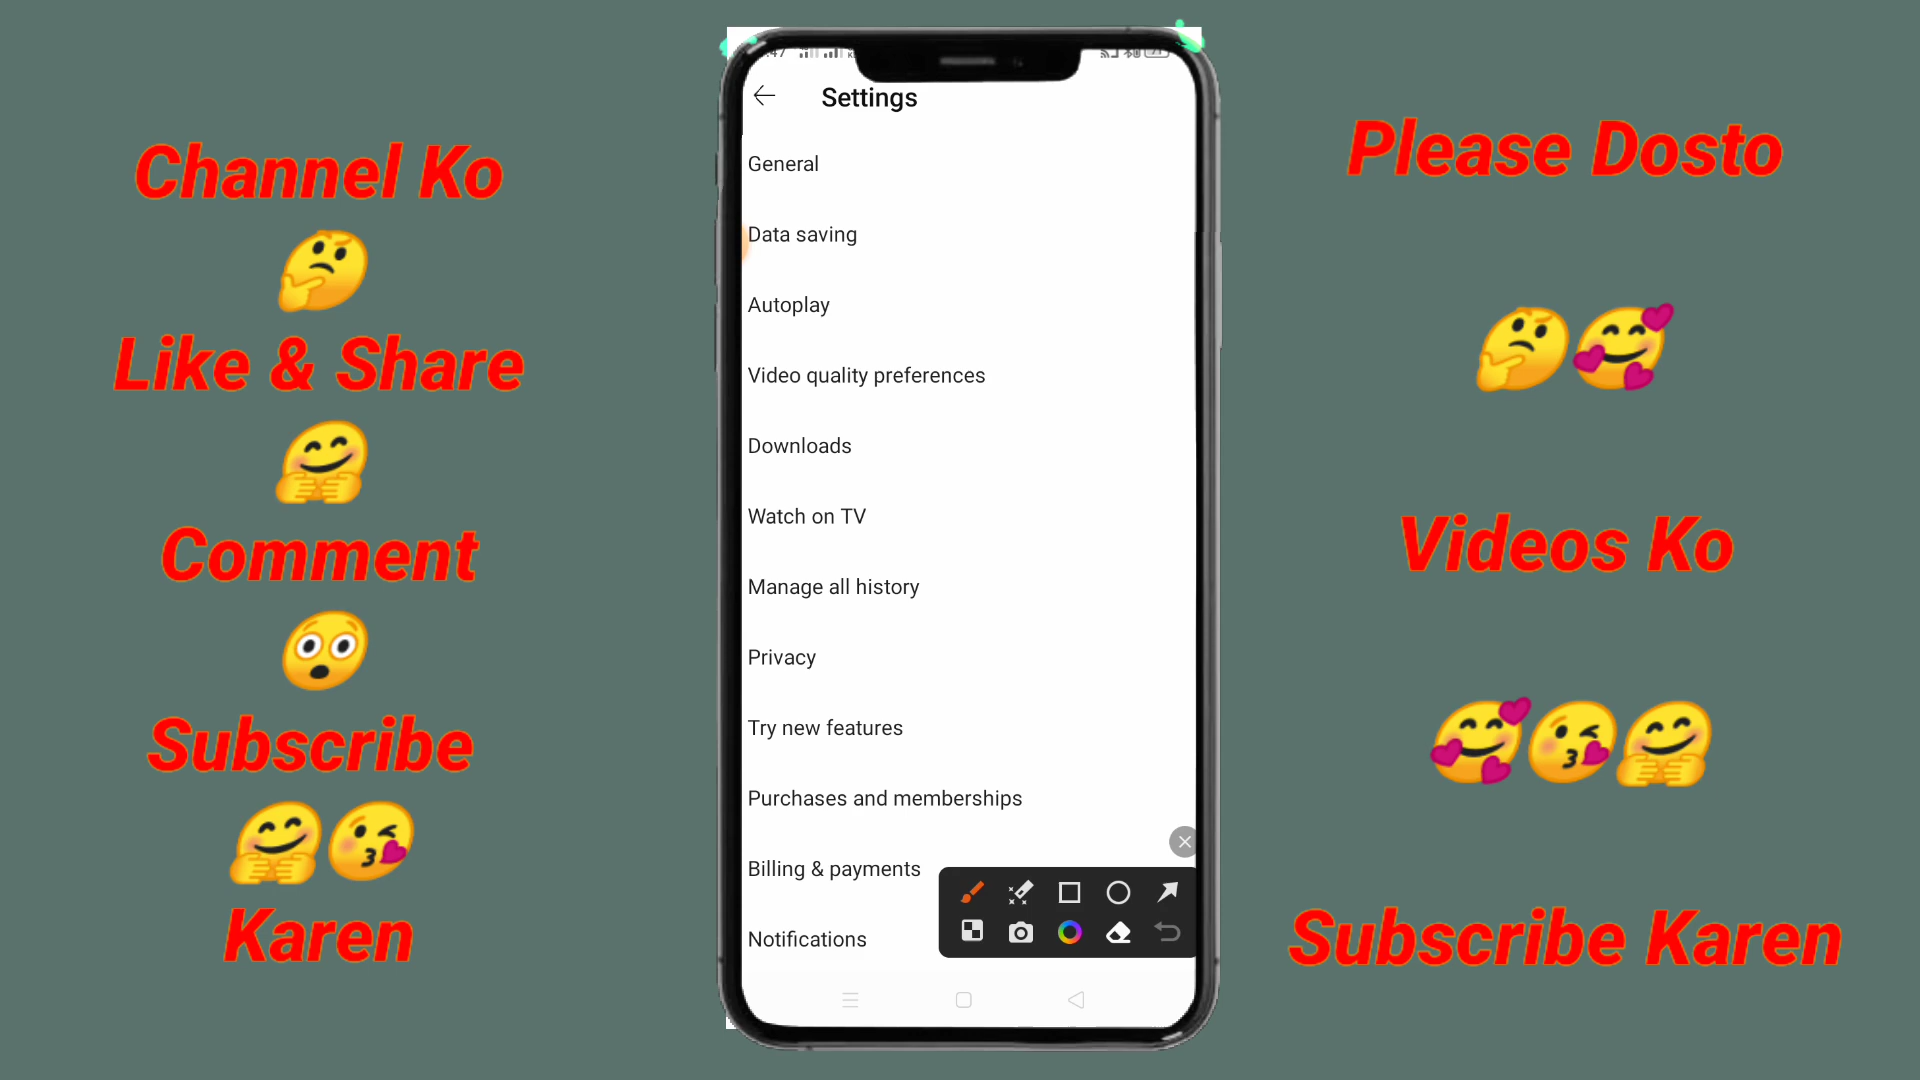 Channel Ko
Like & Share
Comment
Subscribe
Karen
Settings
General
Data saving
Autoplay
Video quality preferences
Downloads
Watch on TV
Manage all history
Privacy
Try new features
Purchases and memberships
Billing & payments
Notifications
Please Dosto
Videos Ko
Subscribe Karen